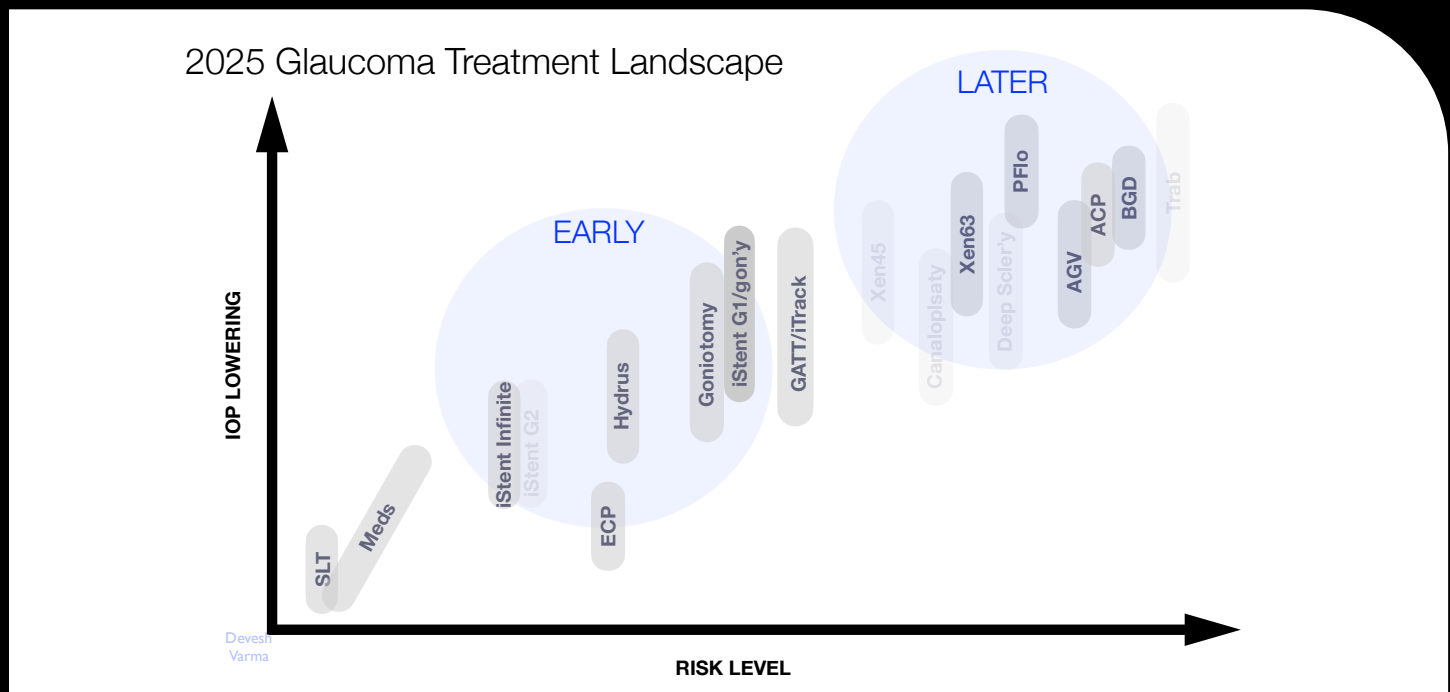 2025 Glaucoma Treatment Landscape
LATER
EARLY
IOP LOWERING
SLT
Meds
iStent Infinite
iStent G2
ECP
Hydrus
Goniotomy
iStent G1/gon'y
GATT/iTrack
Xen45
Canaloplsaty
Xen63
Deep Scler'y
PFlo
AGV
ACP
BGD
Trab
Devesh
Varma
RISK LEVEL